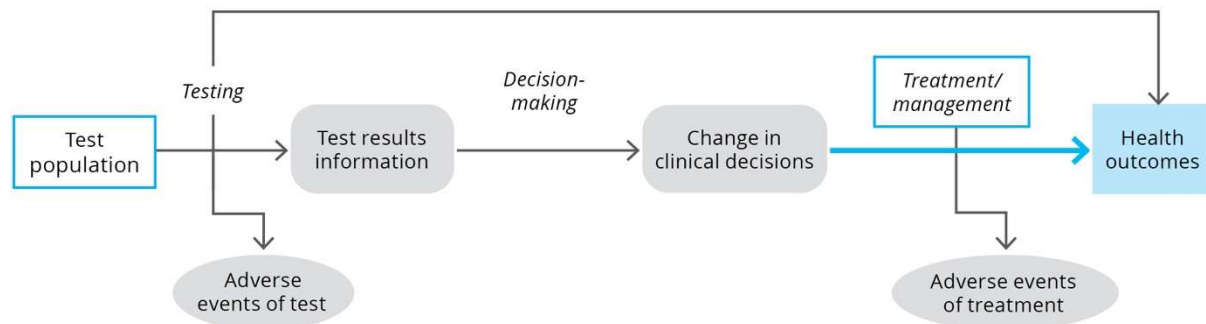 Testing
Decision-
making
Treatment/
management
Test
population
Test results
information
Change in
clinical decisions
Health
outcomes
Adverse
events of test
Adverse events
of treatment